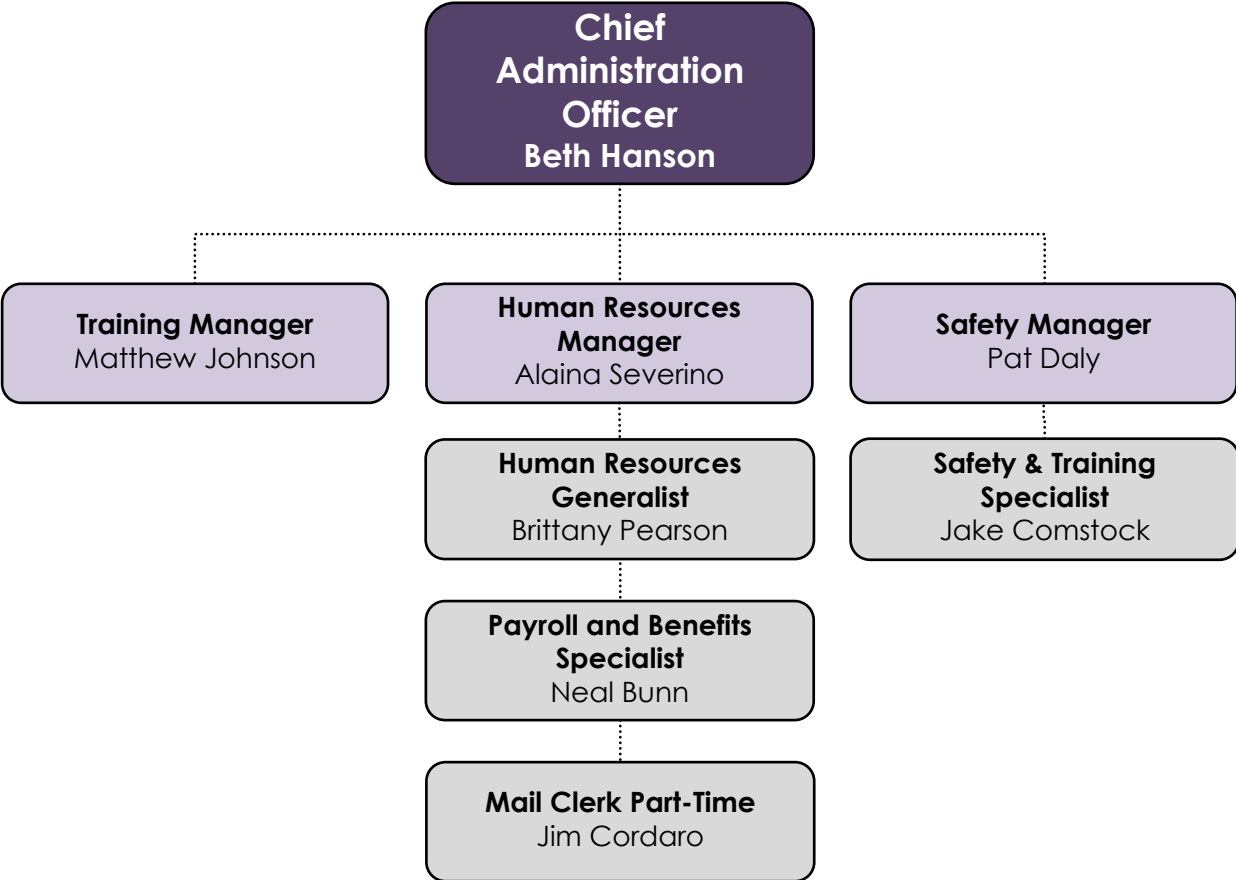 Chief
Administration
Officer
Beth Hanson
Training Manager
Matthew Johnson
Human Resources
Manager
Alaina Severino
Safety Manager
Pat Daly
Human Resources
Generalist
Brittany Pearson
Safety & Training
Specialist
Jake Comstock
Payroll and Benefits
Specialist
Neal Bunn
Mail Clerk Part-Time
Jim Cordaro